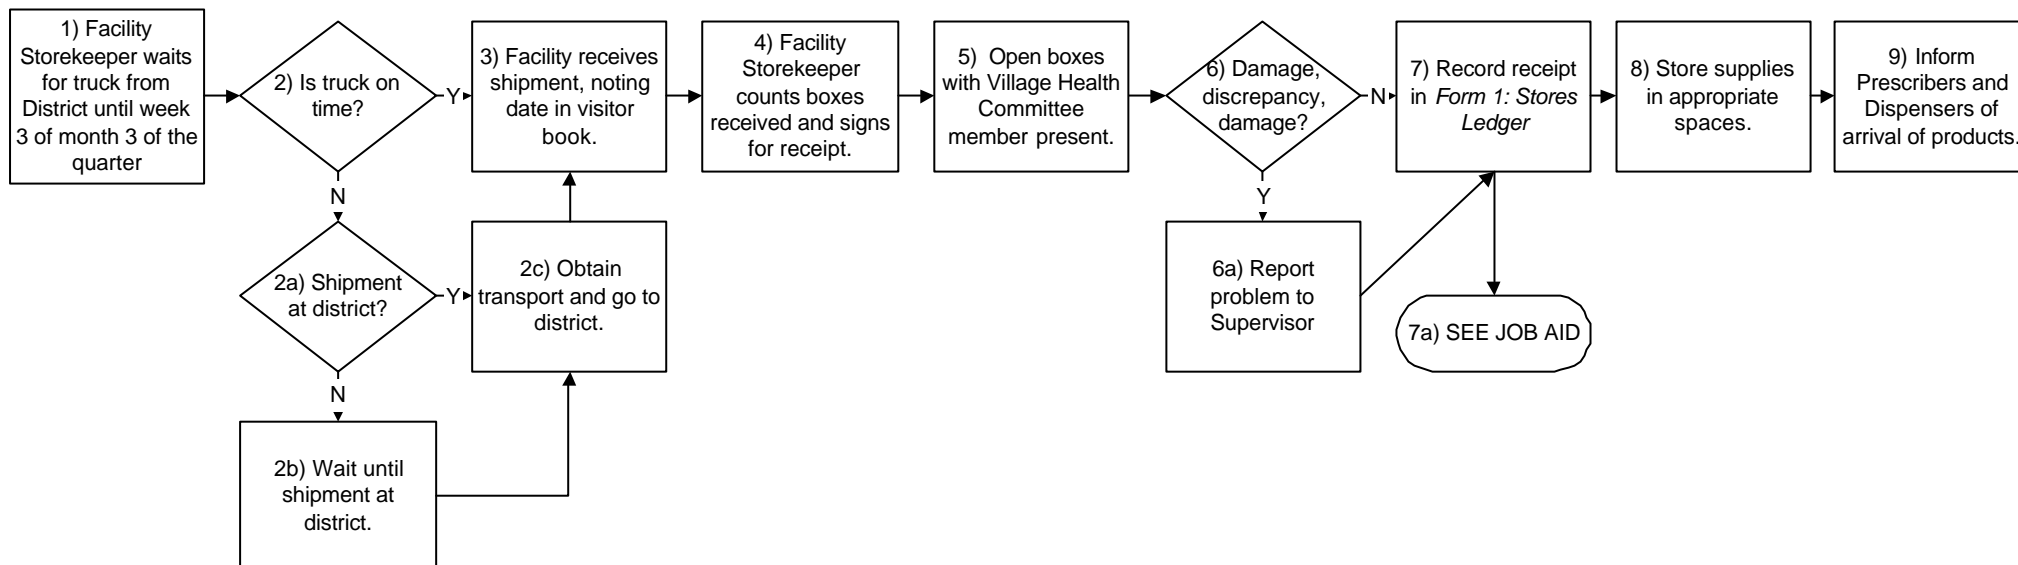 1) Facility
Storekeeper waits
for truck from
District until week
3 of month 3 of the
quarter
2) Is truck on
time?
Y
N
3) Facility receives
shipment, noting
date in visitor
book.
4) Facility
Storekeeper
counts boxes
received and signs
for receipt.
5) Open boxes
with Village Health
Committee
member present.
6) Damage,
discrepancy,
damage?
N
Y
7) Record receipt
in Form 1: Stores
Ledger
8) Store supplies
in appropriate
spaces.
9) Inform
Prescribers and
Dispensers of
arrival of products.
2a) Shipment
at district?
Y
N
2c) Obtain
transport and go to
district.
6a) Report
problem to
Supervisor
7a) SEE JOB AID
2b) Wait until
shipment at
district.